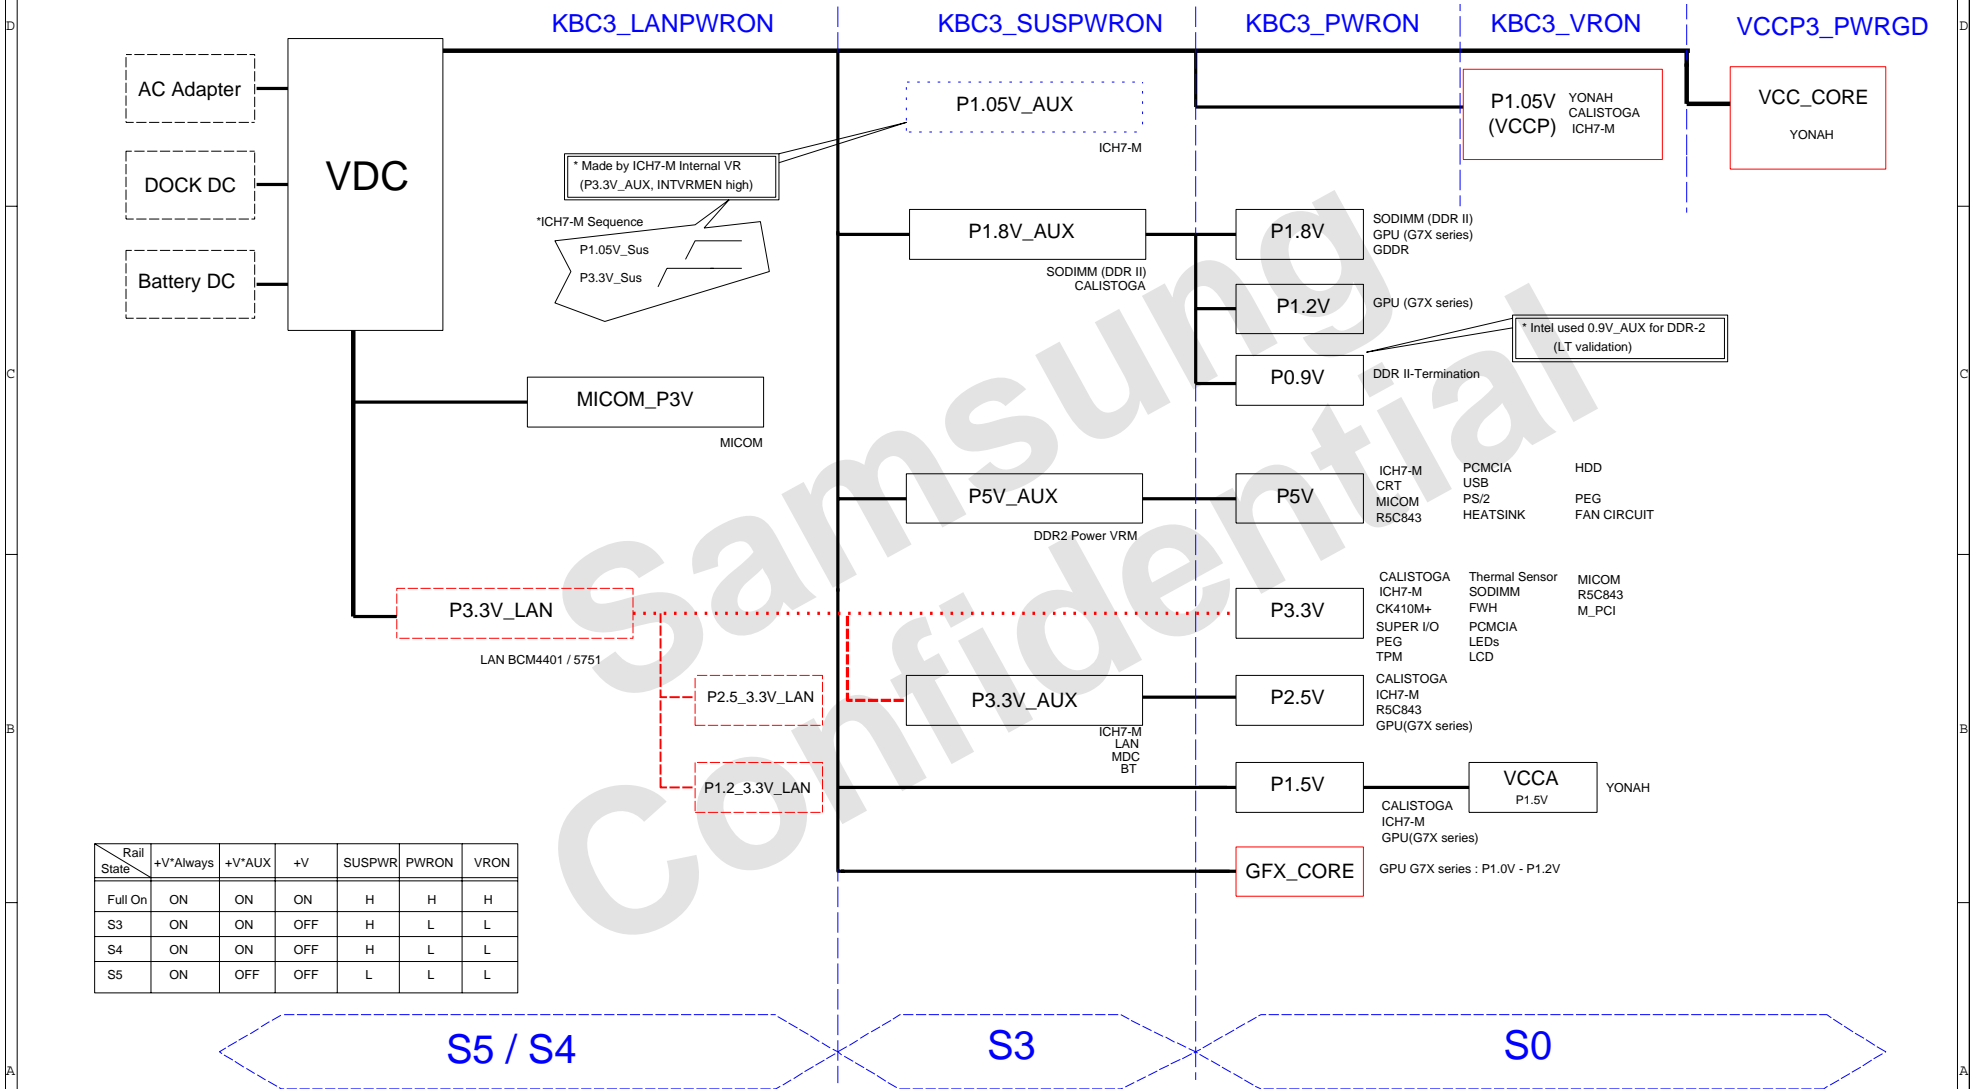 KBC3_LANPWRON
KBC3_SUSPWRON
KBC3_PWRON
KBC3_VRON
VCCP3_PWRGD
D
D
AC Adapter
DOCK DC
Battery DC
VDC
P1.05V_AUX
ICH7-M
* Made by ICH7-M Internal VR
(P3.3V_AUX, INTVRMEN high)
*ICH7-M Sequence
P1.05V_Sus
P3.3V_Sus
P1.05V
(VCCP)
YONAH
CALISTOGA
ICH7-M
VCC_CORE
YONAH
P1.8V_AUX
SODIMM (DDR II)
CALISTOGA
P1.8V
SODIMM (DDR II)
GPU (G7X series)
GDDR
P1.2V
GPU (G7X series)
* Intel used 0.9V_AUX for DDR-2
(LT validation)
P0.9V
DDR II-Termination
C
C
MICOM_P3V
MICOM
P5V_AUX
DDR2 Power VRM
P5V
ICH7-M
CRT
MICOM
R5C843
PCMCIA
USB
PS/2
HEATSINK
HDD
PEG
FAN CIRCUIT
P3.3V_LAN
LAN BCM4401 / 5751
P3.3V
CALISTOGA
ICH7-M
CK410M+
SUPER I/O
PEG
TPM
Thermal Sensor
SODIMM
FWH
PCMCIA
LEDs
LCD
MICOM
R5C843
M_PCI
P2.5_3.3V_LAN
P3.3V_AUX
ICH7-M
LAN
MDC
BT
P2.5V
CALISTOGA
ICH7-M
R5C843
GPU(G7X series)
B
B
P1.2_3.3V_LAN
P1.5V
CALISTOGA
ICH7-M
GPU(G7X series)
VCCA
P1.5V
YONAH
GFX_CORE
GPU G7X series : P1.0V - P1.2V
Samsung
Confidential
Rail
State
+V*Always +V*AUX +V SUSPWR PWRON VRON
Full On ON ON ON H H H
S3 ON ON OFF H L L
S4 ON ON OFF H L L
S5 ON OFF OFF L L L
S5 / S4
S3
S0
A
A